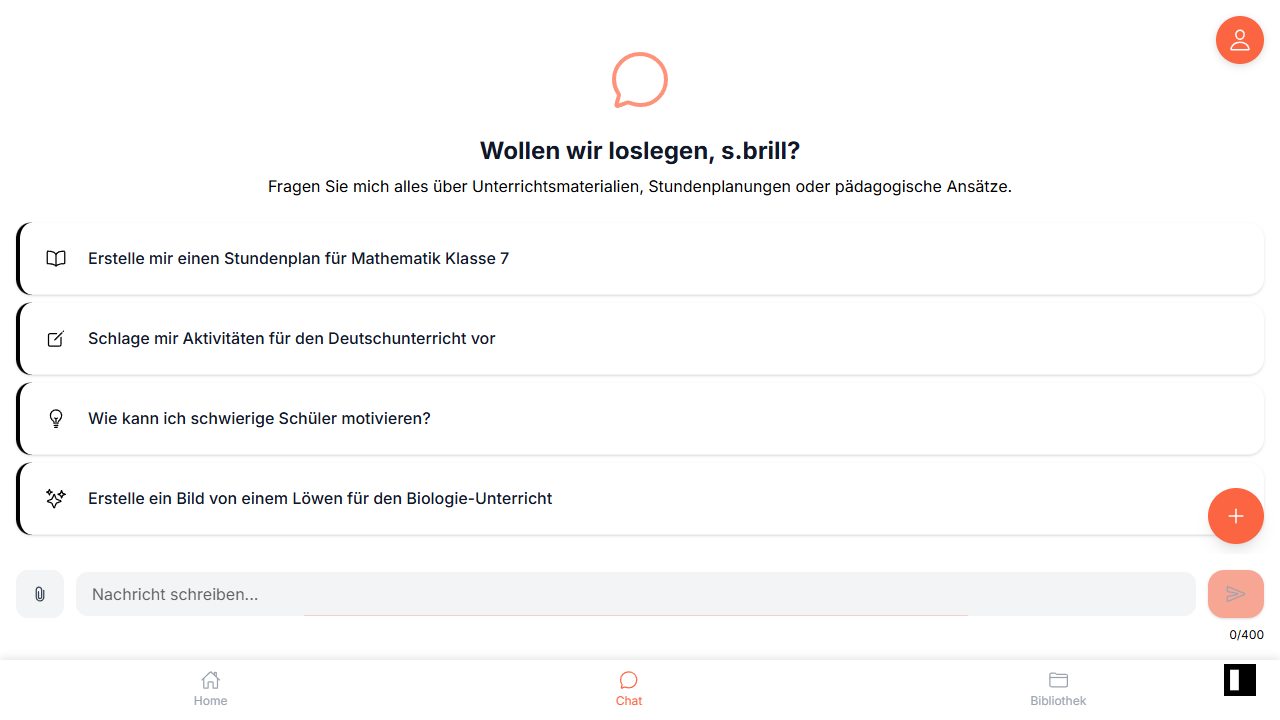 Wollen wir loslegen, s.brill?
Fragen Sie mich alles über Unterrichtsmaterialien, Stundenplanungen oder pädagogische Ansätze.
Erstelle mir einen Stundenplan für Mathematik Klasse 7
Schlage mir Aktivitäten für den Deutschunterricht vor
Wie kann ich schwierige Schüler motivieren?
Erstelle ein Bild von einem Löwen für den Biologie-Unterricht
Nachricht schreiben...
0/400
Home
Chat
Bibliothek